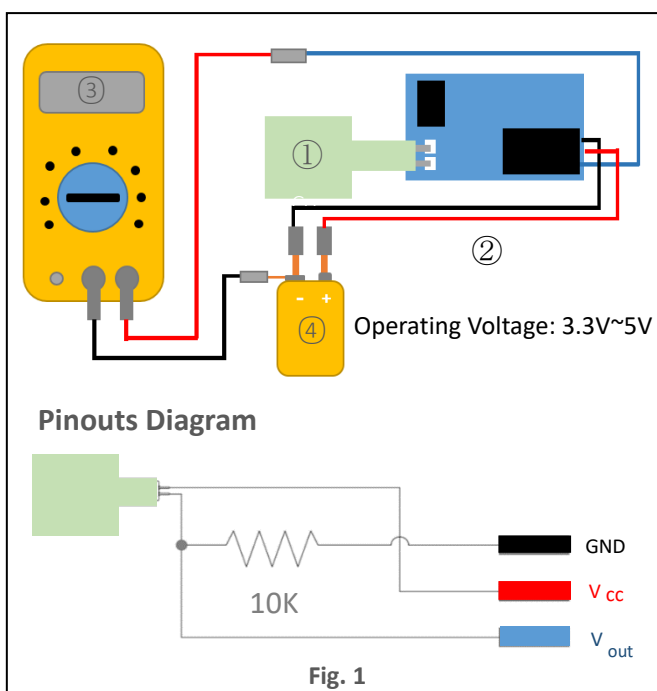 ③
①
②
- +
④
Operating Voltage: 3.3V~5V
Pinouts Diagram
10K
GND
V cc
V out
Fig. 1